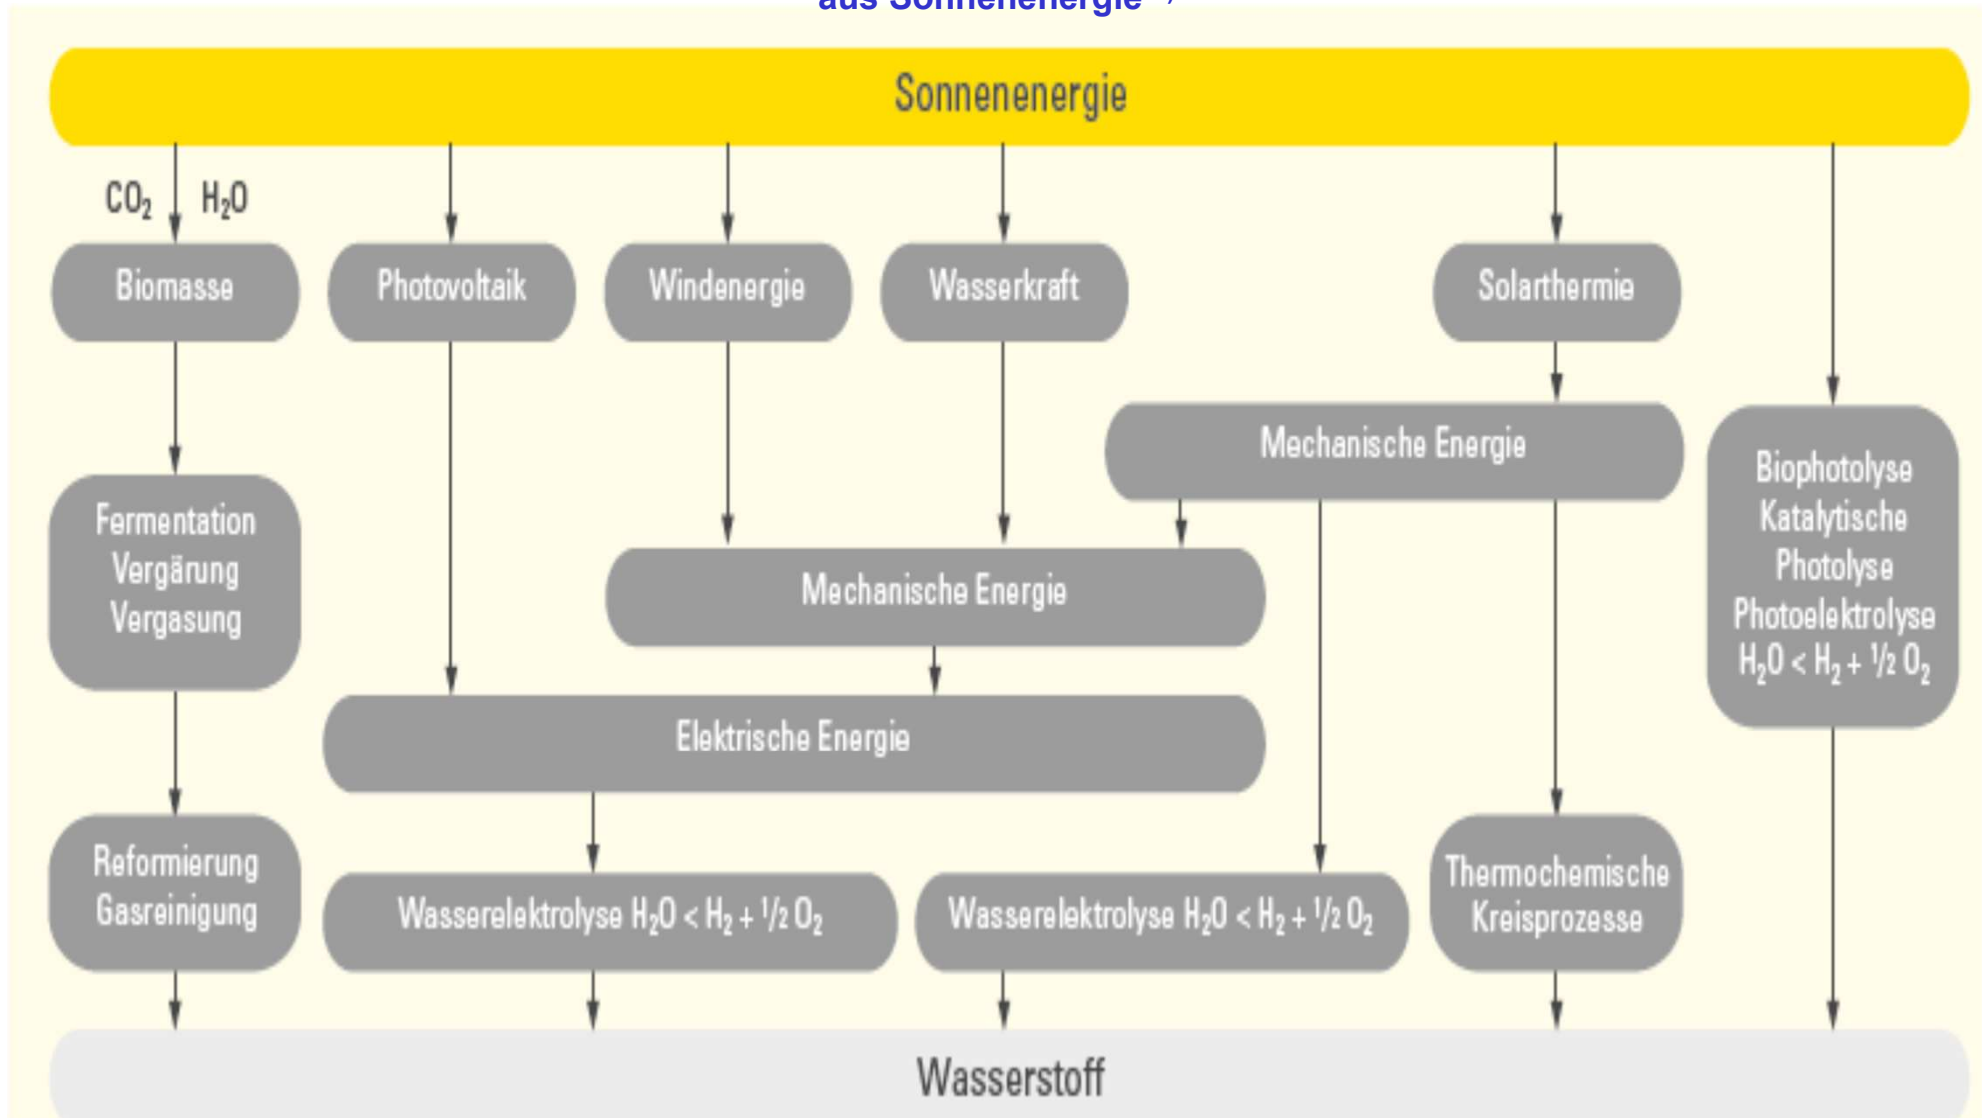 aus Sonnenenergie
Sonnenenergie
CO₂ H₂O
Biomasse
Photovoltaik
Windenergie
Wasserkraft
Solarthermie
Mechanische Energie
Biophotolyse
Katalytische
Photolyse
Photoelektrolyse
H₂O < H₂ + ½ O₂
Fermentation
Vergärung
Vergasung
Mechanische Energie
Elektrische Energie
Reformierung
Gasreinigung
Wasserelektrolyse H₂O < H₂ + ½ O₂
Wasserelektrolyse H₂O < H₂ + ½ O₂
Thermochemische
Kreisprozesse
Wasserstoff